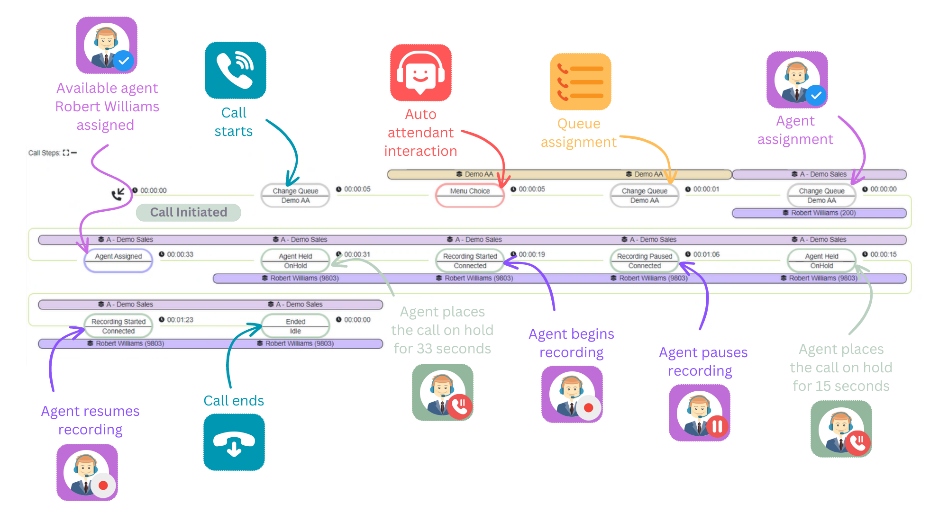 Available agent
Robert Williams
assigned
Call
starts
Auto
attendant
interaction
Queue
assignment
Agent
assignment
Call Steps:
Demo AA
Demo AA
A - Demo Sales
00:00:00
Change Queue
Demo AA
00:00:05
Menu Choice
00:00:05
Change Queue
Demo AA
00:00:01
Change Queue
Demo AA
00:00:00
Call Initiated
Robert Williams (200)
A - Demo Sales
A - Demo Sales
A - Demo Sales
A - Demo Sales
A - Demo Sales
Agent Assigned
00:00:33
Agent Held
OnHold
00:00:31
Recording Started
Connected
00:00:19
Recording Paused
Connected
00:01:06
Agent Held
OnHold
00:00:15
Robert Williams (9803)
Robert Williams (9803)
Robert Williams (9803)
Robert Williams (9803)
A - Demo Sales
A - Demo Sales
Recording Started
Connected
00:01:23
Ended
Idle
00:00:00
Robert Williams (9803)
Robert Williams (9803)
Agent places
the call on hold
for 33 seconds
Agent begins
recording
Agent pauses
recording
Agent places
the call on hold
for 15 seconds
Agent resumes
recording
Call ends